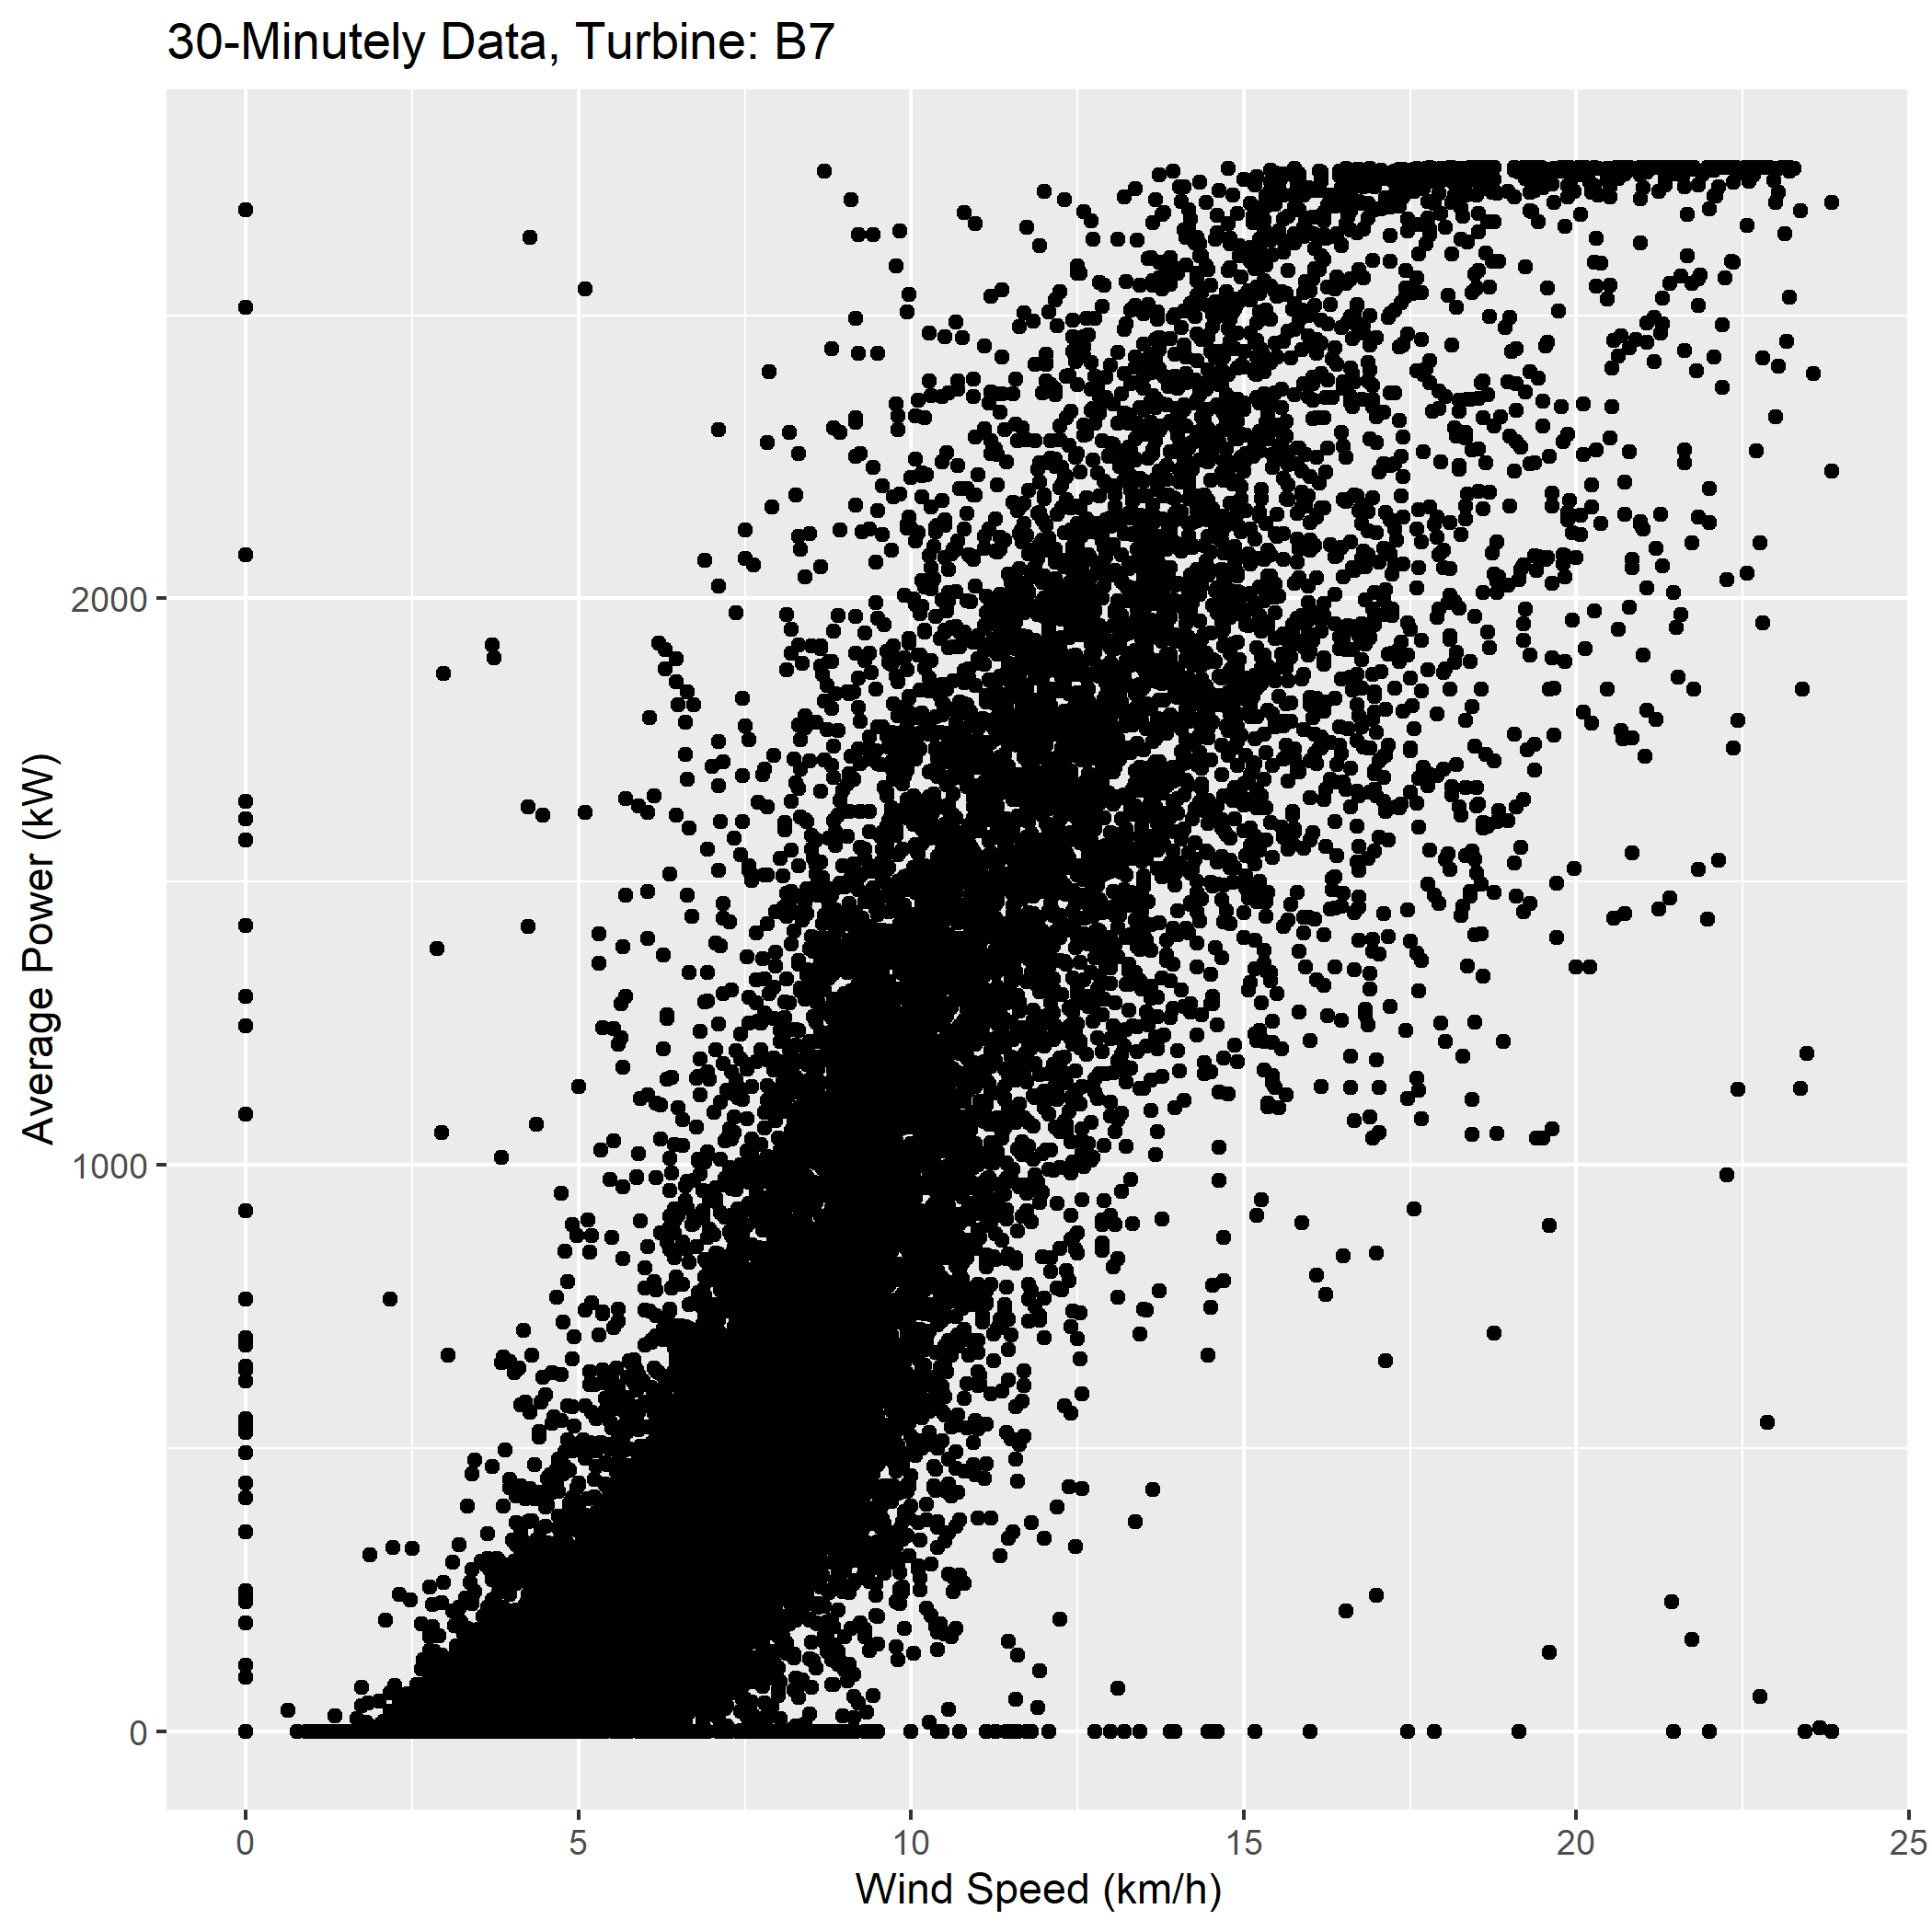 30-Minutely Data, Turbine: B7
Average Power (kW)
2000
1000
0
0 5 10 15 20 25
Wind Speed (km/h)